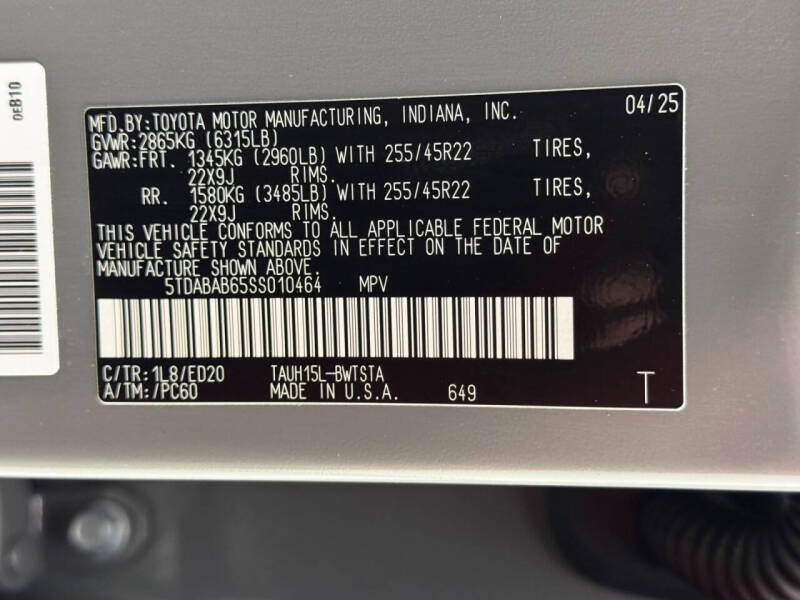 0EB10
MFD.BY:TOYOTA MOTOR MANUFACTURING, INDIANA, INC. 04/25
GVWR:2865KG (6315LB)
GAWR:FRT. 1345KG (2960LB) WITH 255/45R22 TIRES,
22X9J RIMS.
RR. 1580KG (3485LB) WITH 255/45R22 TIRES,
22X9J RIMS.
THIS VEHICLE CONFORMS TO ALL APPLICABLE FEDERAL MOTOR
VEHICLE SAFETY STANDARDS IN EFFECT ON THE DATE OF
MANUFACTURE SHOWN ABOVE.
5TDABAB65SS010464 MPV
C/TR:1L8/ED20 TAUH15L-BWTSTA
A/TM:/PC60 MADE IN U.S.A. 649 T